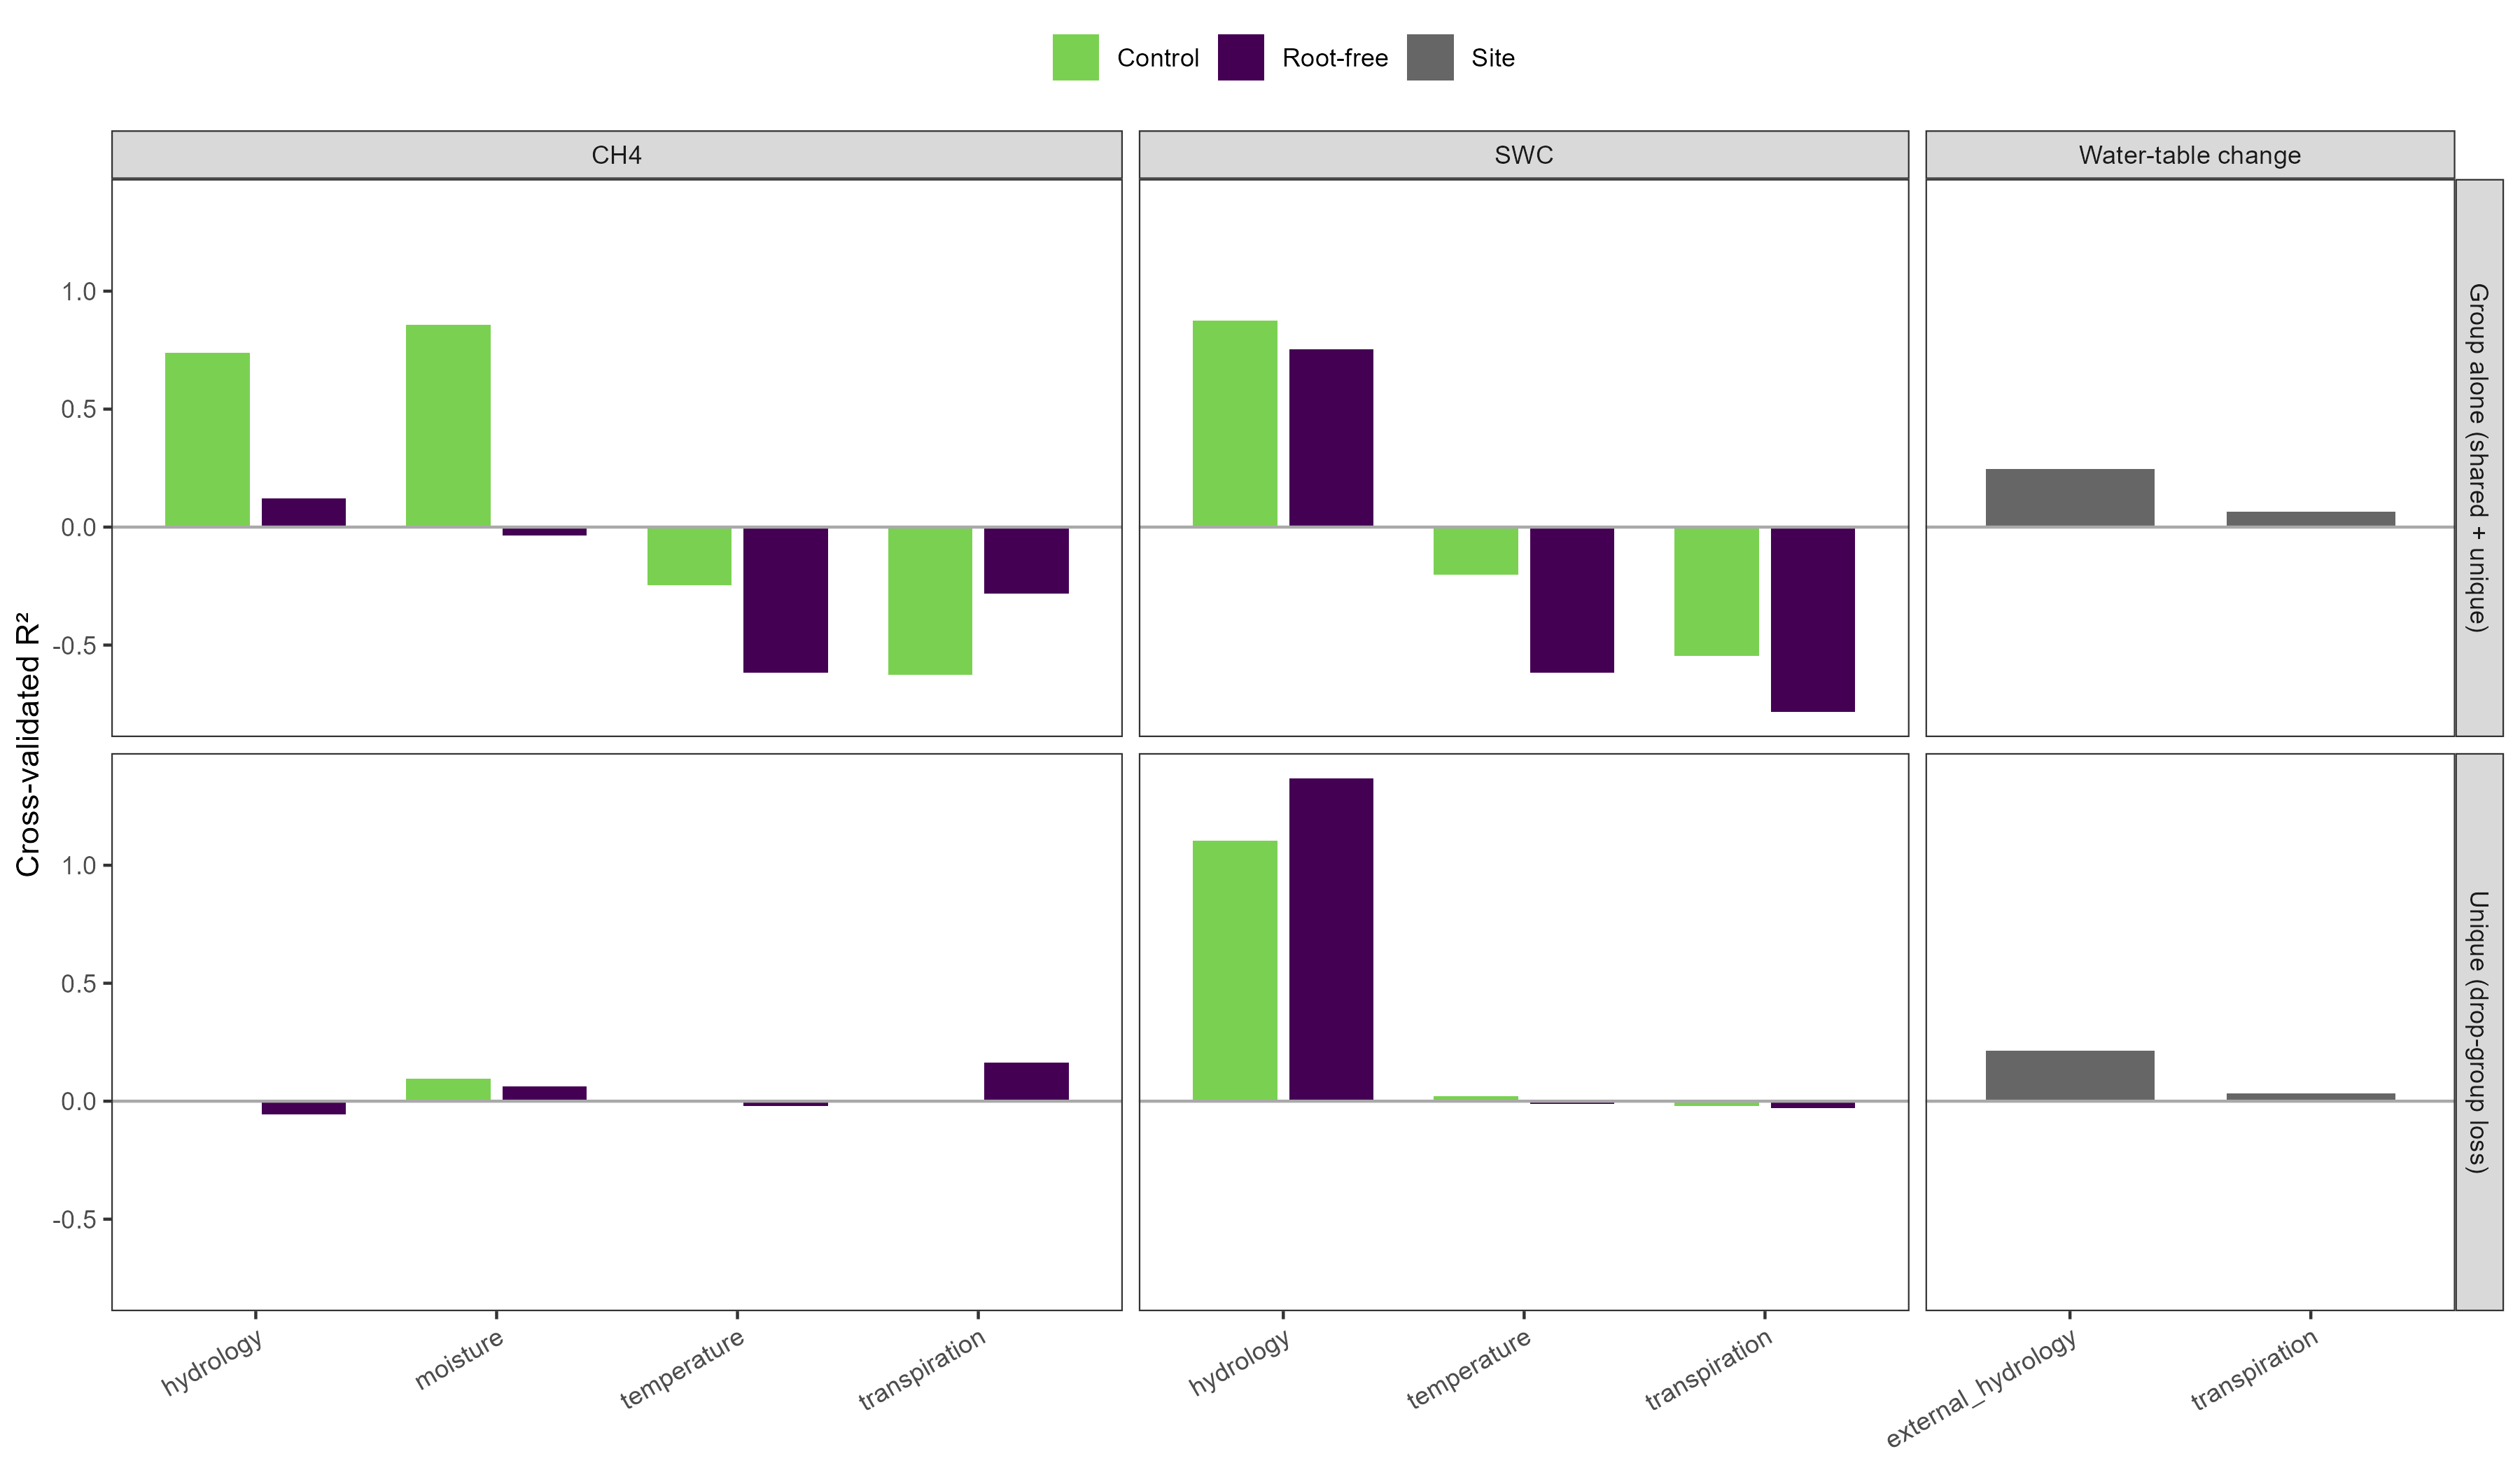 Control
Root-free
Site
CH4
SWC
Water-table change
Cross-validated R²
1.0
0.5
0.0
-0.5
Group alone (shared + unique)
1.0
0.5
0.0
-0.5
Unique (drop-group loss)
hydrology
moisture
temperature
transpiration
hydrology
temperature
transpiration
external_hydrology
transpiration